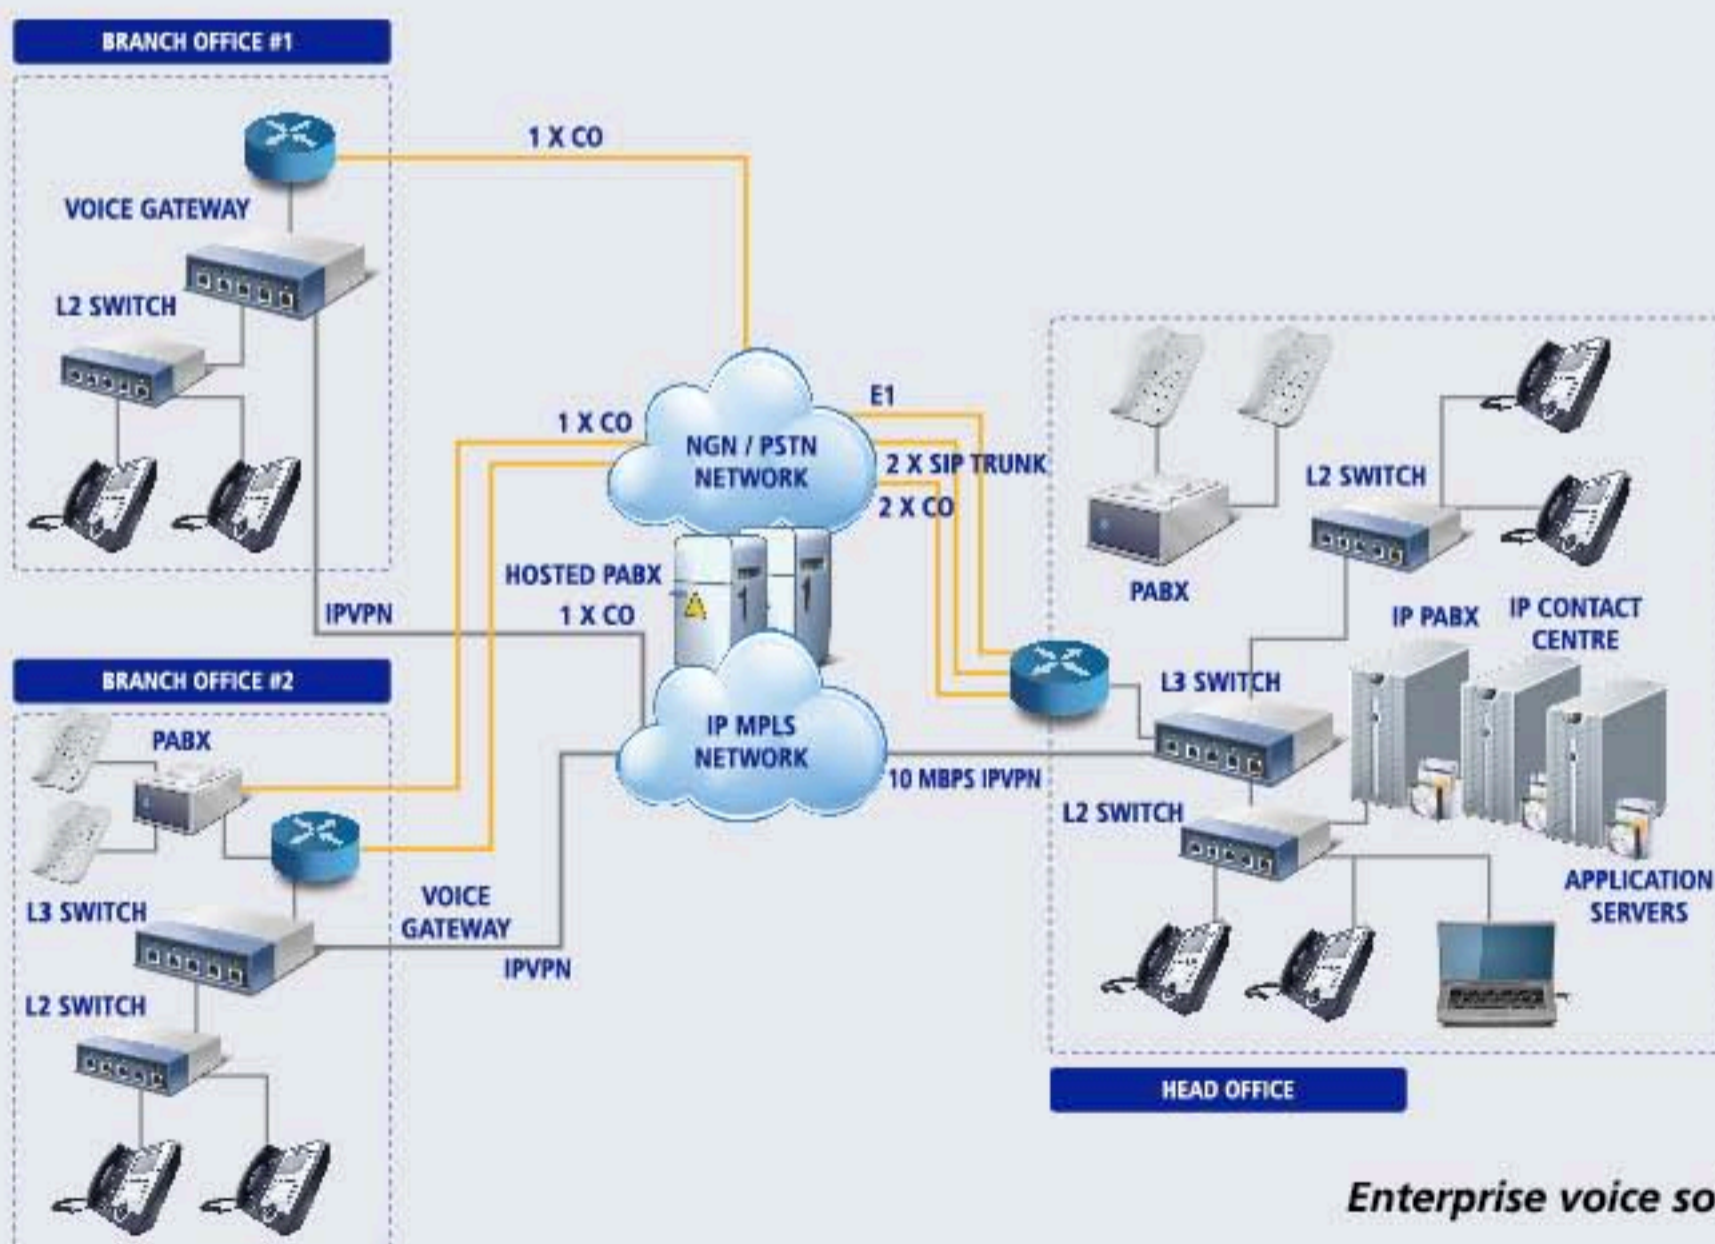 BRANCH OFFICE #1
1 X CO
VOICE GATEWAY
L2 SWITCH
1 X CO
NGN / PSTN
NETWORK
E1
2 X SIP TRUNK
2 X CO
HOSTED PABX
1 1
1 X CO
IPVPN
L2 SWITCH
PABX
IP PABX
IP CONTACT
CENTRE
BRANCH OFFICE #2
PABX
IP MPLS
NETWORK
L3 SWITCH
10 MBPS IPVPN
L2 SWITCH
APPLICATION
SERVERS
L3 SWITCH
VOICE
GATEWAY
IPVPN
L2 SWITCH
HEAD OFFICE
Enterprise voice so